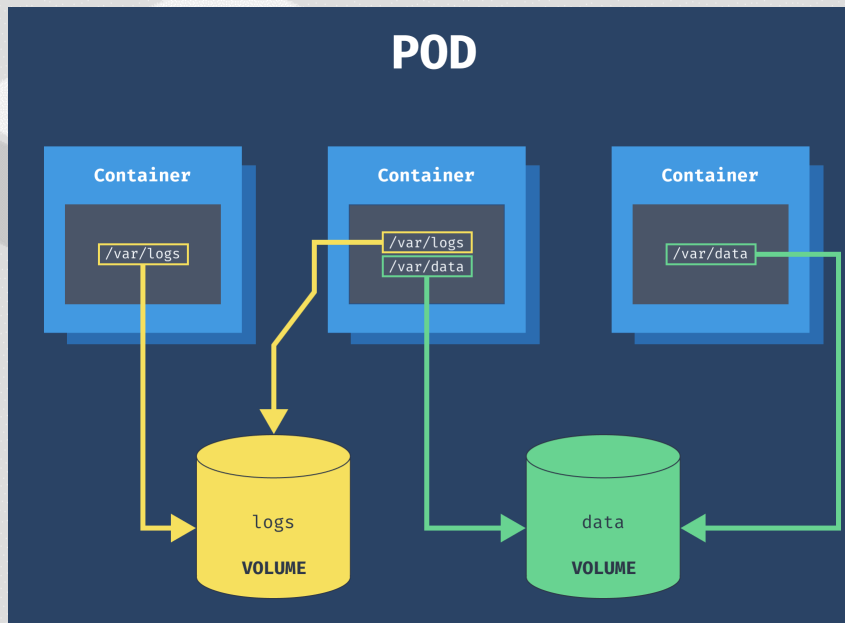 POD
Container
Container
Container
/var/logs
/var/logs
/var/data
/var/data
logs
VOLUME
data
VOLUME